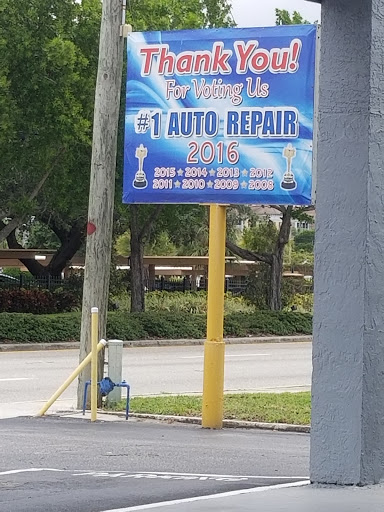 Thank You!
For Voting Us
#1 AUTO REPAIR
2016
2015 ★ 2014 ★ 2013 ★ 2012
2011 ★ 2010 ★ 2009 ★ 2008